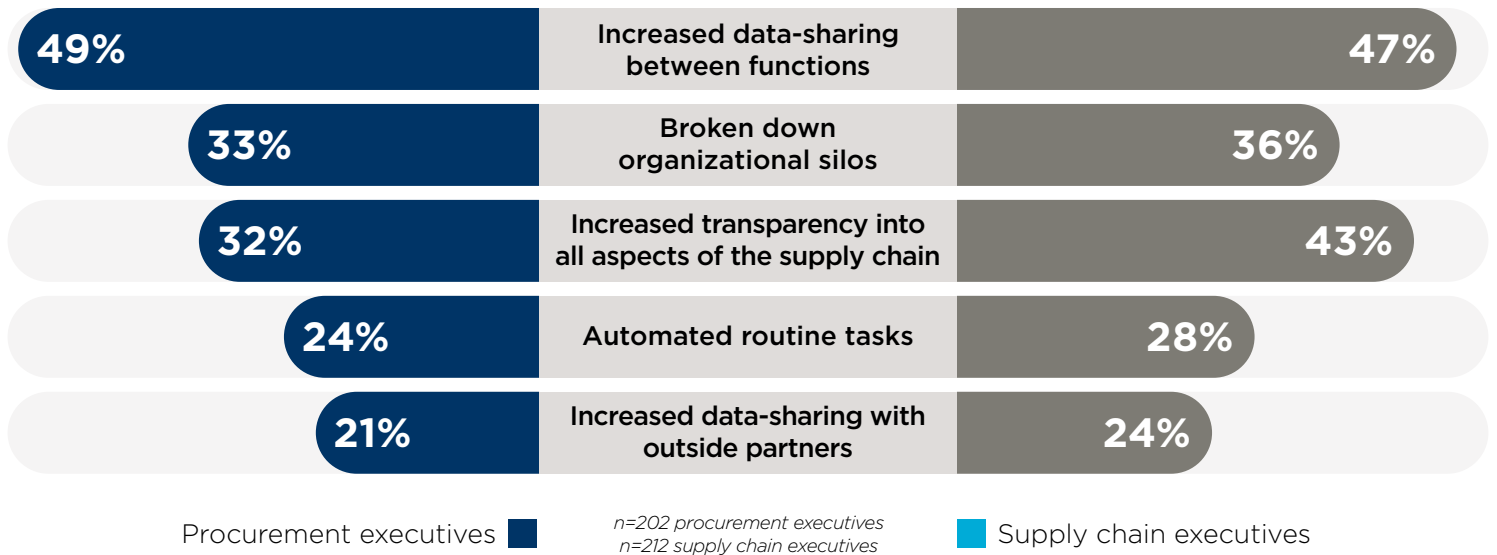 49%
Increased data-sharing
between functions
47%
33%
Broken down
organizational silos
36%
32%
Increased transparency into
all aspects of the supply chain
43%
24%
Automated routine tasks
28%
21%
Increased data-sharing with
outside partners
24%
Procurement executives
n=202 procurement executives
n=212 supply chain executives
Supply chain executives